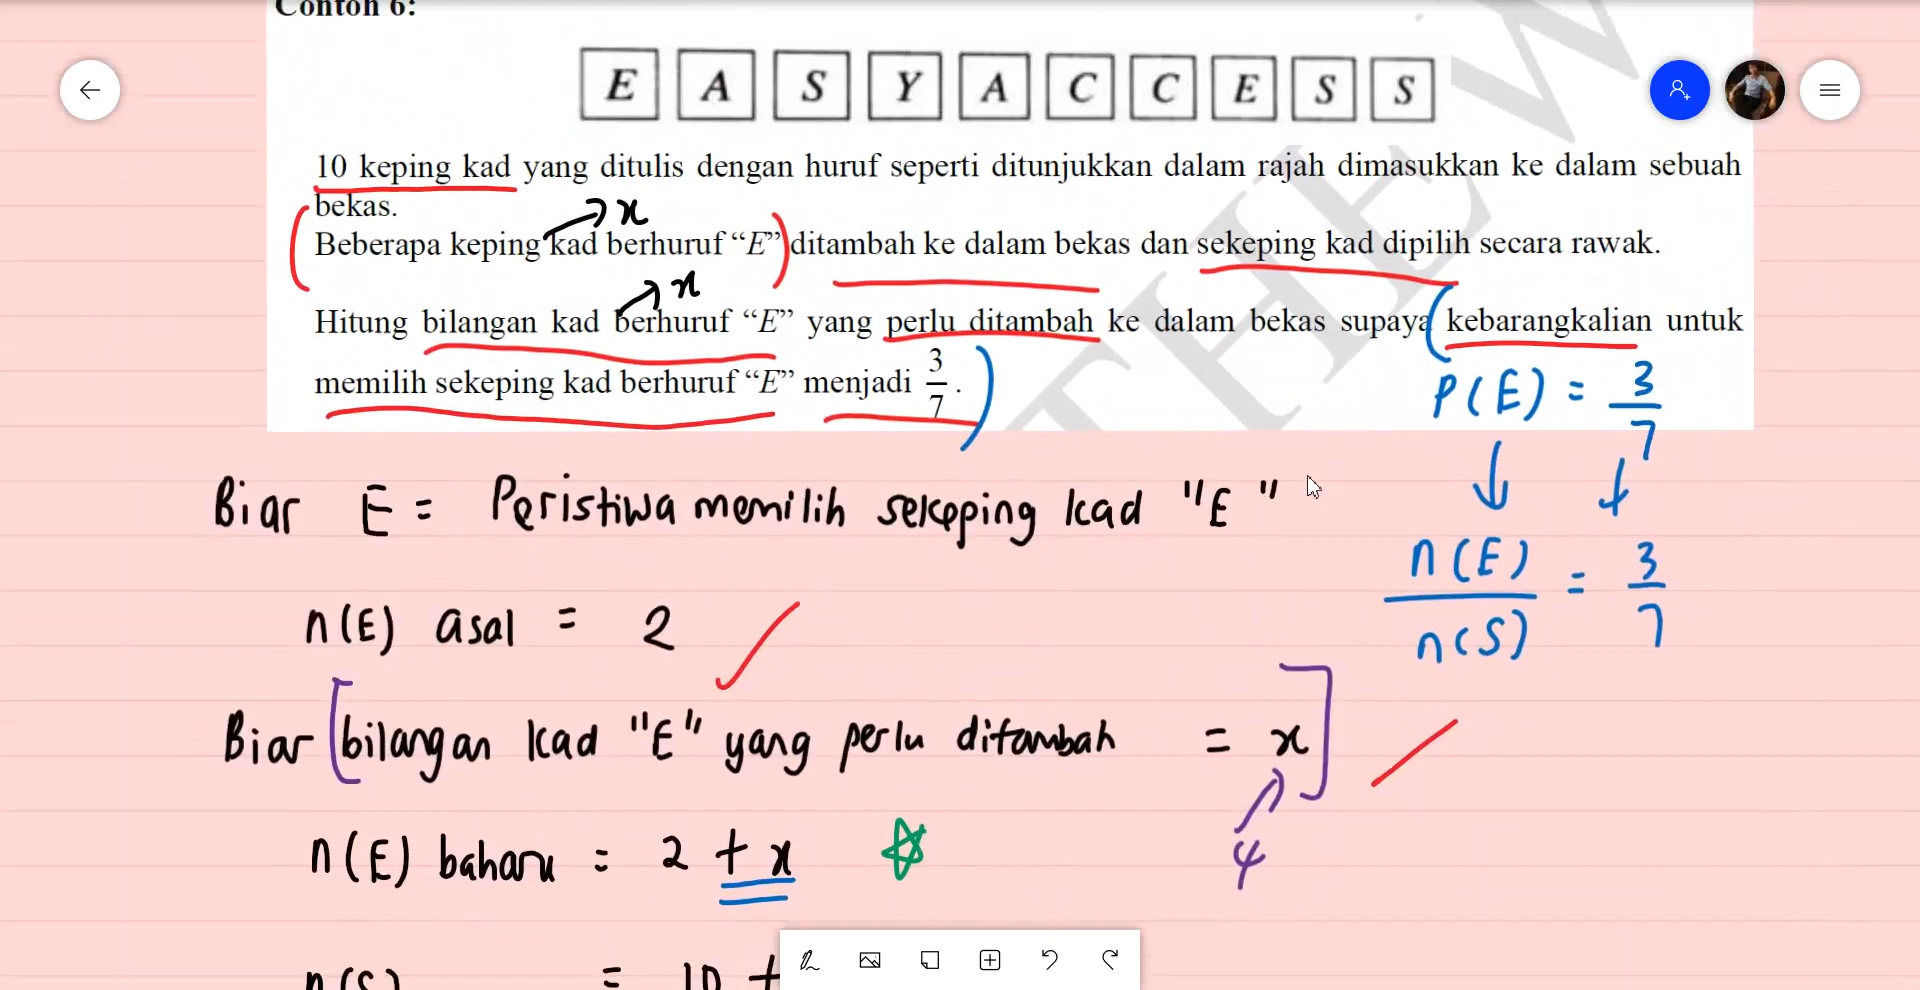 Contoh 6:
E A S Y A C C E S S
10 keping kad yang ditulis dengan huruf seperti ditunjukkan dalam rajah dimasukkan ke dalam sebuah
bekas.
x
Beberapa keping kad berhuruf “E” ditambah ke dalam bekas dan sekeping kad dipilih secara rawak.
x
Hitung bilangan kad berhuruf “E” yang perlu ditambah ke dalam bekas supaya kebarangkalian untuk
memilih sekeping kad berhuruf “E” menjadi 3/7.
P(E) = 3/7
Biar E = Peristiwa memilih sekeping kad "E"
n(E)/n(S) = 3/7
n(E) asal = 2
Biar [bilangan kad "E" yang perlu ditambah = x]
4
n(E) baharu = 2 + x
n(S) = 10 +
THE W